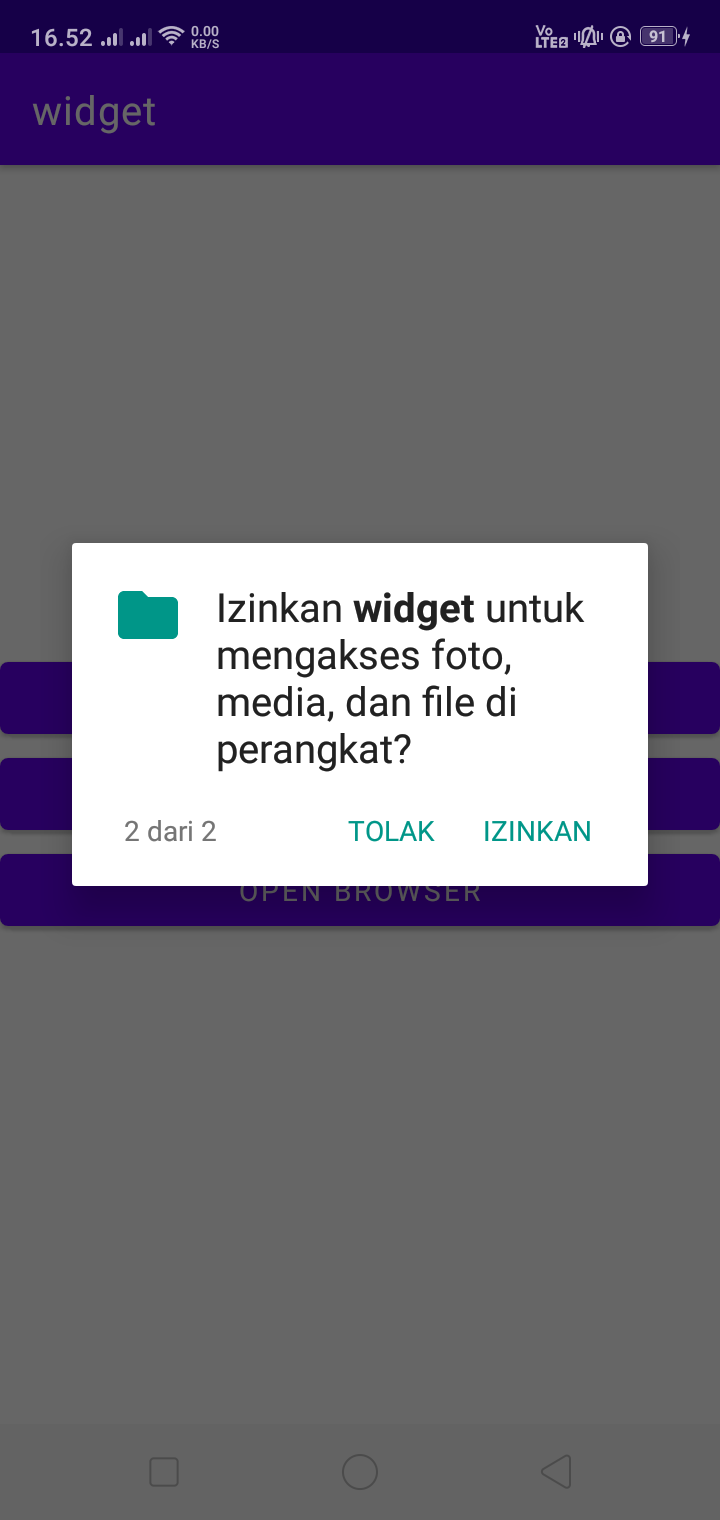 16.52 0.00 KB/S Vo LTE2 91
widget
Izinkan widget untuk
mengakses foto,
media, dan file di
perangkat?
2 dari 2 TOLAK IZINKAN
OPEN BROWSER